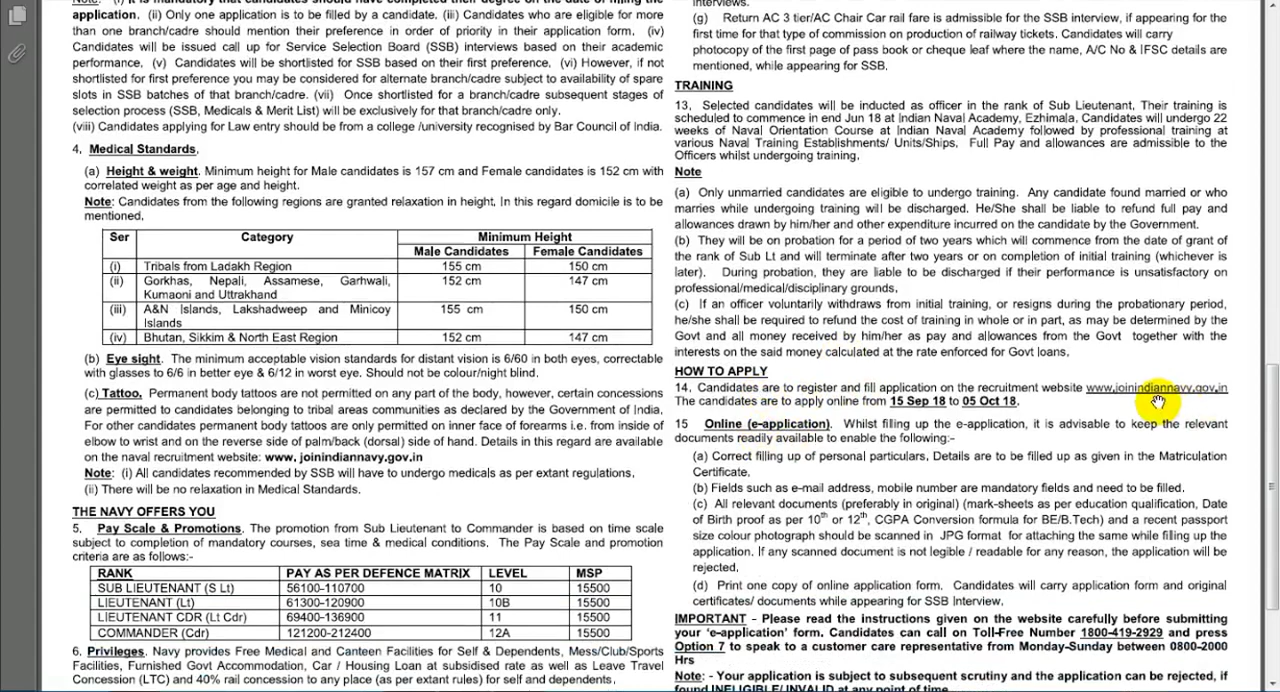 Note: (i) It is mandatory that candidates should have completed their degree on the date of filling the
application. (ii) Only one application is to be filled by a candidate. (iii) Candidates who are eligible for more
than one branch/cadre should mention their preference in order of priority in their application form. (iv)
Candidates will be issued call up for Service Selection Board (SSB) interviews based on their academic
performance. (v) Candidates will be shortlisted for SSB based on their first preference. (vi) However, if not
shortlisted for first preference you may be considered for alternate branch/cadre subject to availability of spare
slots in SSB batches of that branch/cadre. (vii) Once shortlisted for a branch/cadre subsequent stages of
selection process (SSB, Medicals & Merit List) will be exclusively for that branch/cadre only.
(viii) Candidates applying for Law entry should be from a college /university recognised by Bar Council of India.
4. Medical Standards.
(a) Height & weight. Minimum height for Male candidates is 157 cm and Female candidates is 152 cm with
correlated weight as per age and height.
Note: Candidates from the following regions are granted relaxation in height. In this regard domicile is to be
mentioned.
Ser Category Minimum Height
Male Candidates Female Candidates
(i) Tribals from Ladakh Region 155 cm 150 cm
(ii) Gorkhas, Nepali, Assamese, Garhwali, 152 cm 147 cm
Kumaoni and Uttrakhand
(iii) A&N Islands, Lakshadweep and Minicoy 155 cm 150 cm
Islands
(iv) Bhutan, Sikkim & North East Region 152 cm 147 cm
(b) Eye sight. The minimum acceptable vision standards for distant vision is 6/60 in both eyes, correctable
with glasses to 6/6 in better eye & 6/12 in worst eye. Should not be colour/night blind.
(c) Tattoo. Permanent body tattoos are not permitted on any part of the body, however, certain concessions
are permitted to candidates belonging to tribal areas communities as declared by the Government of India.
For other candidates permanent body tattoos are only permitted on inner face of forearms i.e. from inside of
elbow to wrist and on the reverse side of palm/back (dorsal) side of hand. Details in this regard are available
on the naval recruitment website: www. joinindiannavy.gov.in
Note: (i) All candidates recommended by SSB will have to undergo medicals as per extant regulations.
(ii) There will be no relaxation in Medical Standards.
THE NAVY OFFERS YOU
5. Pay Scale & Promotions. The promotion from Sub Lieutenant to Commander is based on time scale
subject to completion of mandatory courses, sea time & medical conditions. The Pay Scale and promotion
criteria are as follows:-
RANK PAY AS PER DEFENCE MATRIX LEVEL MSP
SUB LIEUTENANT (S Lt) 56100-110700 10 15500
LIEUTENANT (Lt) 61300-120900 10B 15500
LIEUTENANT CDR (Lt Cdr) 69400-136900 11 15500
COMMANDER (Cdr) 121200-212400 12A 15500
6. Privileges. Navy provides Free Medical and Canteen Facilities for Self & Dependents, Mess/Club/Sports
Facilities, Furnished Govt Accommodation, Car / Housing Loan at subsidised rate as well as Leave Travel
Concession (LTC) and 40% rail concession to any place (as per extant rules) for self and dependents.
interviews.
(g) Return AC 3 tier/AC Chair Car rail fare is admissible for the SSB interview, if appearing for the
first time for that type of commission on production of railway tickets. Candidates will carry
photocopy of the first page of pass book or cheque leaf where the name, A/C No & IFSC details are
mentioned, while appearing for SSB.
TRAINING
13. Selected candidates will be inducted as officer in the rank of Sub Lieutenant. Their training is
scheduled to commence in end Jun 18 at Indian Naval Academy, Ezhimala. Candidates will undergo 22
weeks of Naval Orientation Course at Indian Naval Academy followed by professional training at
various Naval Training Establishments/ Units/Ships. Full Pay and allowances are admissible to the
Officers whilst undergoing training.
Note
(a) Only unmarried candidates are eligible to undergo training. Any candidate found married or who
marries while undergoing training will be discharged. He/She shall be liable to refund full pay and
allowances drawn by him/her and other expenditure incurred on the candidate by the Government.
(b) They will be on probation for a period of two years which will commence from the date of grant of
the rank of Sub Lt and will terminate after two years or on completion of initial training (whichever is
later). During probation, they are liable to be discharged if their performance is unsatisfactory on
professional/medical/disciplinary grounds.
(c) If an officer voluntarily withdraws from initial training, or resigns during the probationary period,
he/she shall be required to refund the cost of training in whole or in part, as may be determined by the
Govt and all money received by him/her as pay and allowances from the Govt together with the
interests on the said money calculated at the rate enforced for Govt loans.
HOW TO APPLY
14. Candidates are to register and fill application on the recruitment website www.joinindiannavy.gov.in
The candidates are to apply online from 15 Sep 18 to 05 Oct 18.
15 Online (e-application). Whilst filling up the e-application, it is advisable to keep the relevant
documents readily available to enable the following:-
(a) Correct filling up of personal particulars. Details are to be filled up as given in the Matriculation
Certificate.
(b) Fields such as e-mail address, mobile number are mandatory fields and need to be filled.
(c) All relevant documents (preferably in original) (mark-sheets as per education qualification, Date
of Birth proof as per 10th or 12th, CGPA Conversion formula for BE/B.Tech) and a recent passport
size colour photograph should be scanned in JPG format for attaching the same while filling up the
application. If any scanned document is not legible / readable for any reason, the application will be
rejected.
(d) Print one copy of online application form. Candidates will carry application form and original
certificates/ documents while appearing for SSB Interview.
IMPORTANT - Please read the instructions given on the website carefully before submitting
your 'e-application' form. Candidates can call on Toll-Free Number 1800-419-2929 and press
Option 7 to speak to a customer care representative from Monday-Sunday between 0800-2000
Hrs
Note: - Your application is subject to subsequent scrutiny and the application can be rejected, if
found INELIGIBLE/ INVALID at any point of time